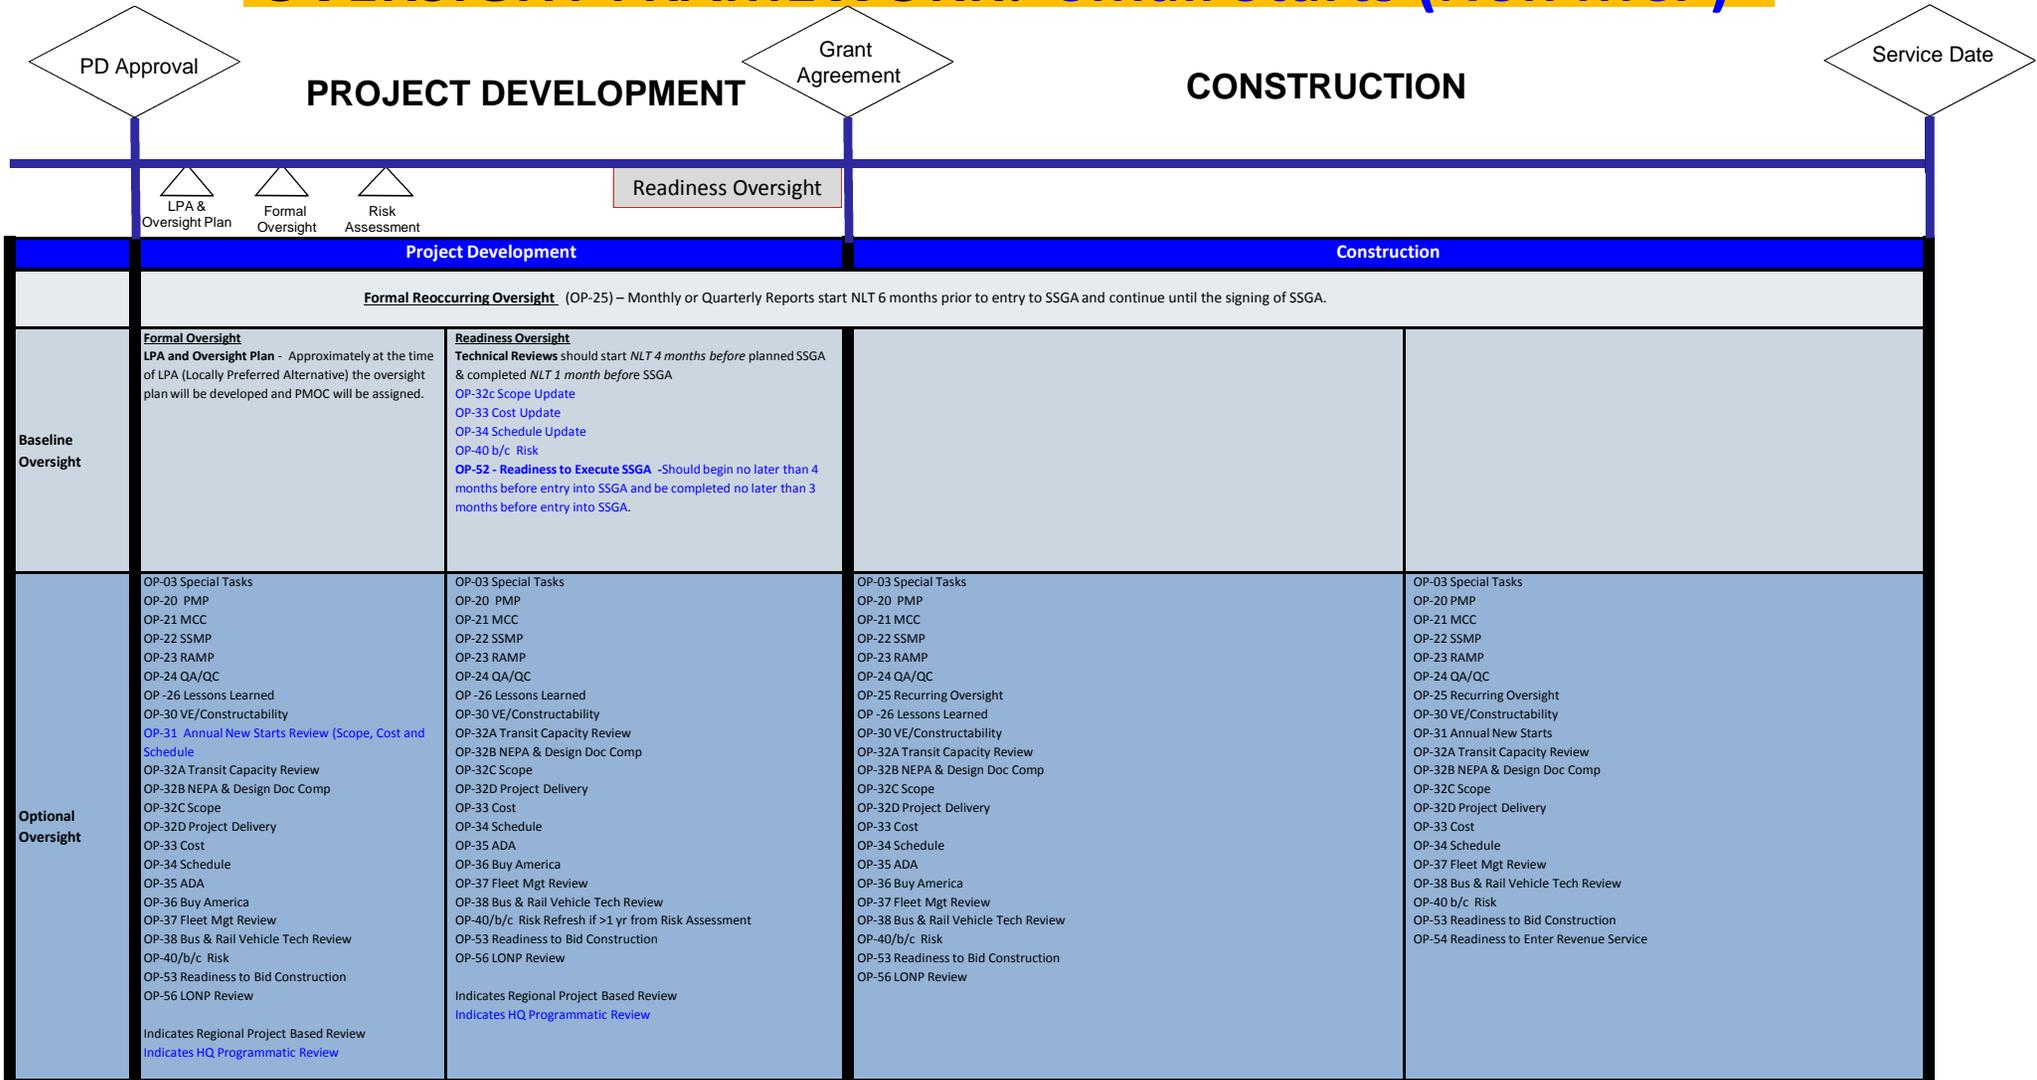 OVERSIGHT FRAMEWORK: Small Starts
PD Approval
PROJECT DEVELOPMENT
Grant
Agreement
CONSTRUCTION
Service Date
LPA &
Oversight Plan
Formal
Oversight
Risk
Assessment
Readiness Oversight
Project Development
Construction
Formal Reoccurring Oversight (OP-25) – Monthly or Quarterly Reports start NLT 6 months prior to entry to SSGA and continue until the signing of SSGA.
Baseline
Oversight
Formal Oversight
LPA and Oversight Plan - Approximately at the time
of LPA (Locally Preferred Alternative) the oversight
plan will be developed and PMOC will be assigned.
Readiness Oversight
Technical Reviews should start NLT 4 months before planned SSGA
& completed NLT 1 month before SSGA
OP-32c Scope Update
OP-33 Cost Update
OP-34 Schedule Update
OP-40 b/c Risk
OP-52 - Readiness to Execute SSGA -Should begin no later than 4
months before entry into SSGA and be completed no later than 3
months before entry into SSGA.
Optional
Oversight
OP-03 Special Tasks
OP-20 PMP
OP-21 MCC
OP-22 SSMP
OP-23 RAMP
OP-24 QA/QC
OP -26 Lessons Learned
OP-30 VE/Constructability
OP-31 Annual New Starts Review (Scope, Cost and
Schedule
OP-32A Transit Capacity Review
OP-32B NEPA & Design Doc Comp
OP-32C Scope
OP-32D Project Delivery
OP-33 Cost
OP-34 Schedule
OP-35 ADA
OP-36 Buy America
OP-37 Fleet Mgt Review
OP-38 Bus & Rail Vehicle Tech Review
OP-40/b/c Risk
OP-53 Readiness to Bid Construction
OP-56 LONP Review
Indicates Regional Project Based Review
Indicates HQ Programmatic Review
OP-03 Special Tasks
OP-20 PMP
OP-21 MCC
OP-22 SSMP
OP-23 RAMP
OP-24 QA/QC
OP -26 Lessons Learned
OP-30 VE/Constructability
OP-32A Transit Capacity Review
OP-32B NEPA & Design Doc Comp
OP-32C Scope
OP-32D Project Delivery
OP-33 Cost
OP-34 Schedule
OP-35 ADA
OP-36 Buy America
OP-37 Fleet Mgt Review
OP-38 Bus & Rail Vehicle Tech Review
OP-40/b/c Risk Refresh if >1 yr from Risk Assessment
OP-53 Readiness to Bid Construction
OP-56 LONP Review
Indicates Regional Project Based Review
Indicates HQ Programmatic Review
OP-03 Special Tasks
OP-20 PMP
OP-21 MCC
OP-22 SSMP
OP-23 RAMP
OP-24 QA/QC
OP-25 Recurring Oversight
OP -26 Lessons Learned
OP-30 VE/Constructability
OP-32A Transit Capacity Review
OP-32B NEPA & Design Doc Comp
OP-32C Scope
OP-32D Project Delivery
OP-33 Cost
OP-34 Schedule
OP-35 ADA
OP-36 Buy America
OP-37 Fleet Mgt Review
OP-38 Bus & Rail Vehicle Tech Review
OP-40/b/c Risk
OP-53 Readiness to Bid Construction
OP-56 LONP Review
OP-03 Special Tasks
OP-20 PMP
OP-21 MCC
OP-22 SSMP
OP-23 RAMP
OP-24 QA/QC
OP-25 Recurring Oversight
OP-30 VE/Constructability
OP-31 Annual New Starts
OP-32A Transit Capacity Review
OP-32B NEPA & Design Doc Comp
OP-32C Scope
OP-32D Project Delivery
OP-33 Cost
OP-34 Schedule
OP-37 Fleet Mgt Review
OP-38 Bus & Rail Vehicle Tech Review
OP-40 b/c Risk
OP-53 Readiness to Bid Construction
OP-54 Readiness to Enter Revenue Service